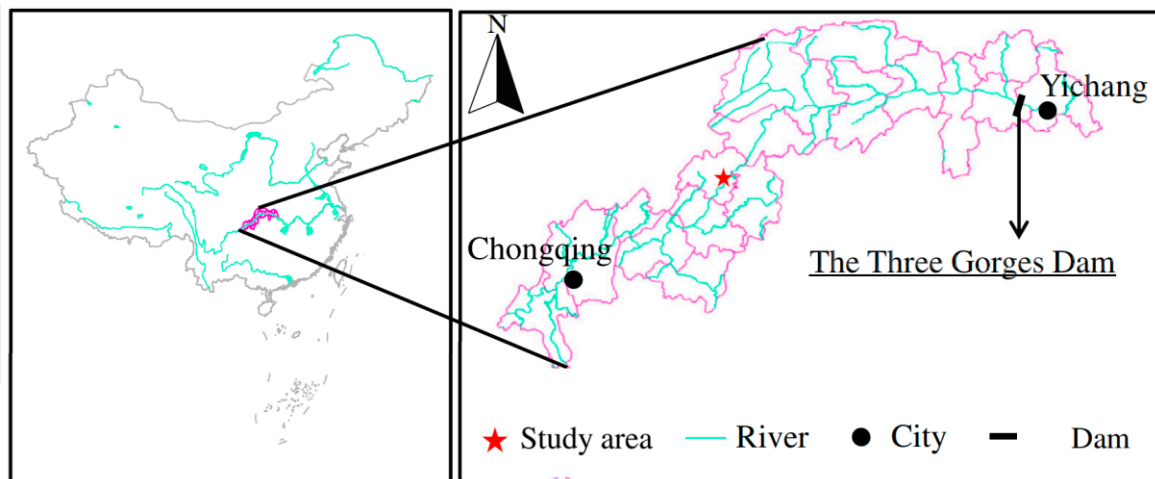 N
Yichang
Chongqing
The Three Gorges Dam
Study area
River
City
Dam